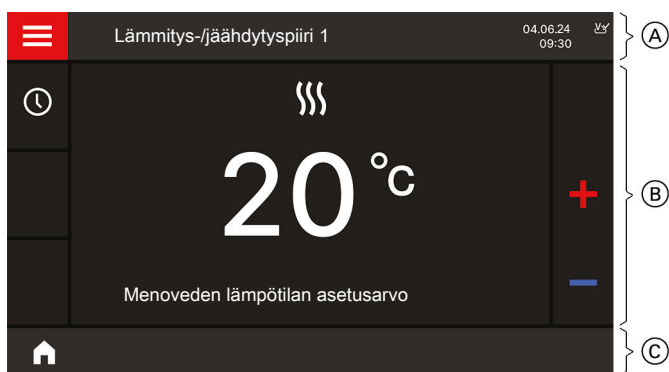 Lämmitys-/jäähdytyspiiri 1
04.06.24
09:30
A
20 °C
B
Menoveden lämpötilan asetusarvo
C